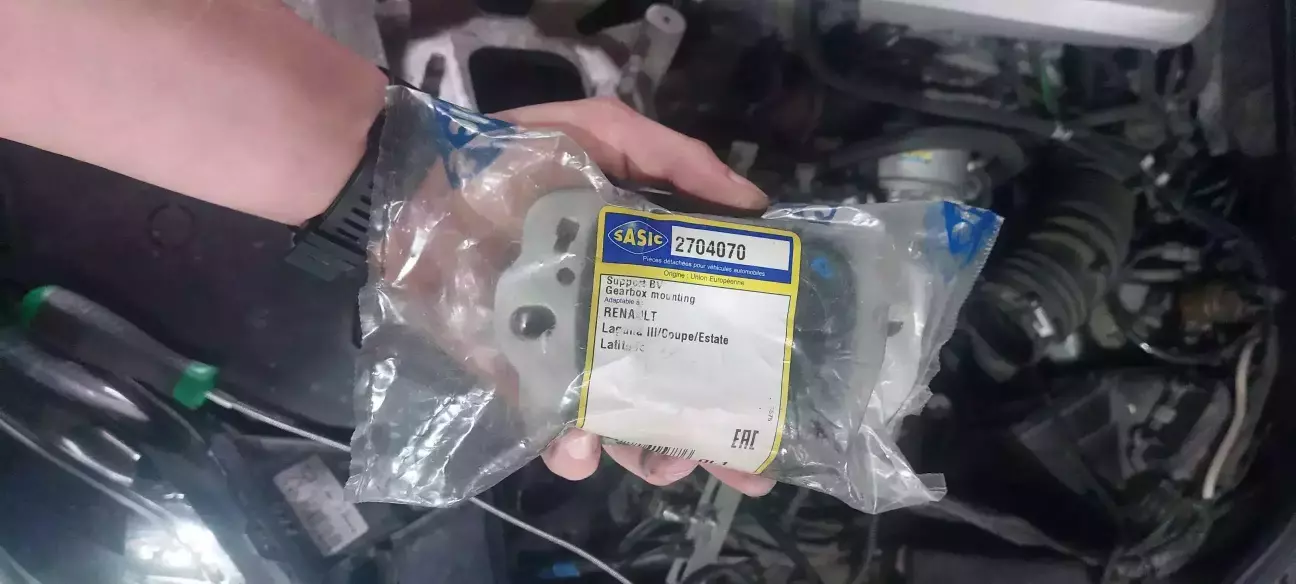 SASIC
2704070
Pièces détachées pour véhicules automobiles
Origine : Union Européenne
Support BV
Gearbox mounting
Adaptable à :
RENAULT
Laguna III/Coupe/Estate
EAC